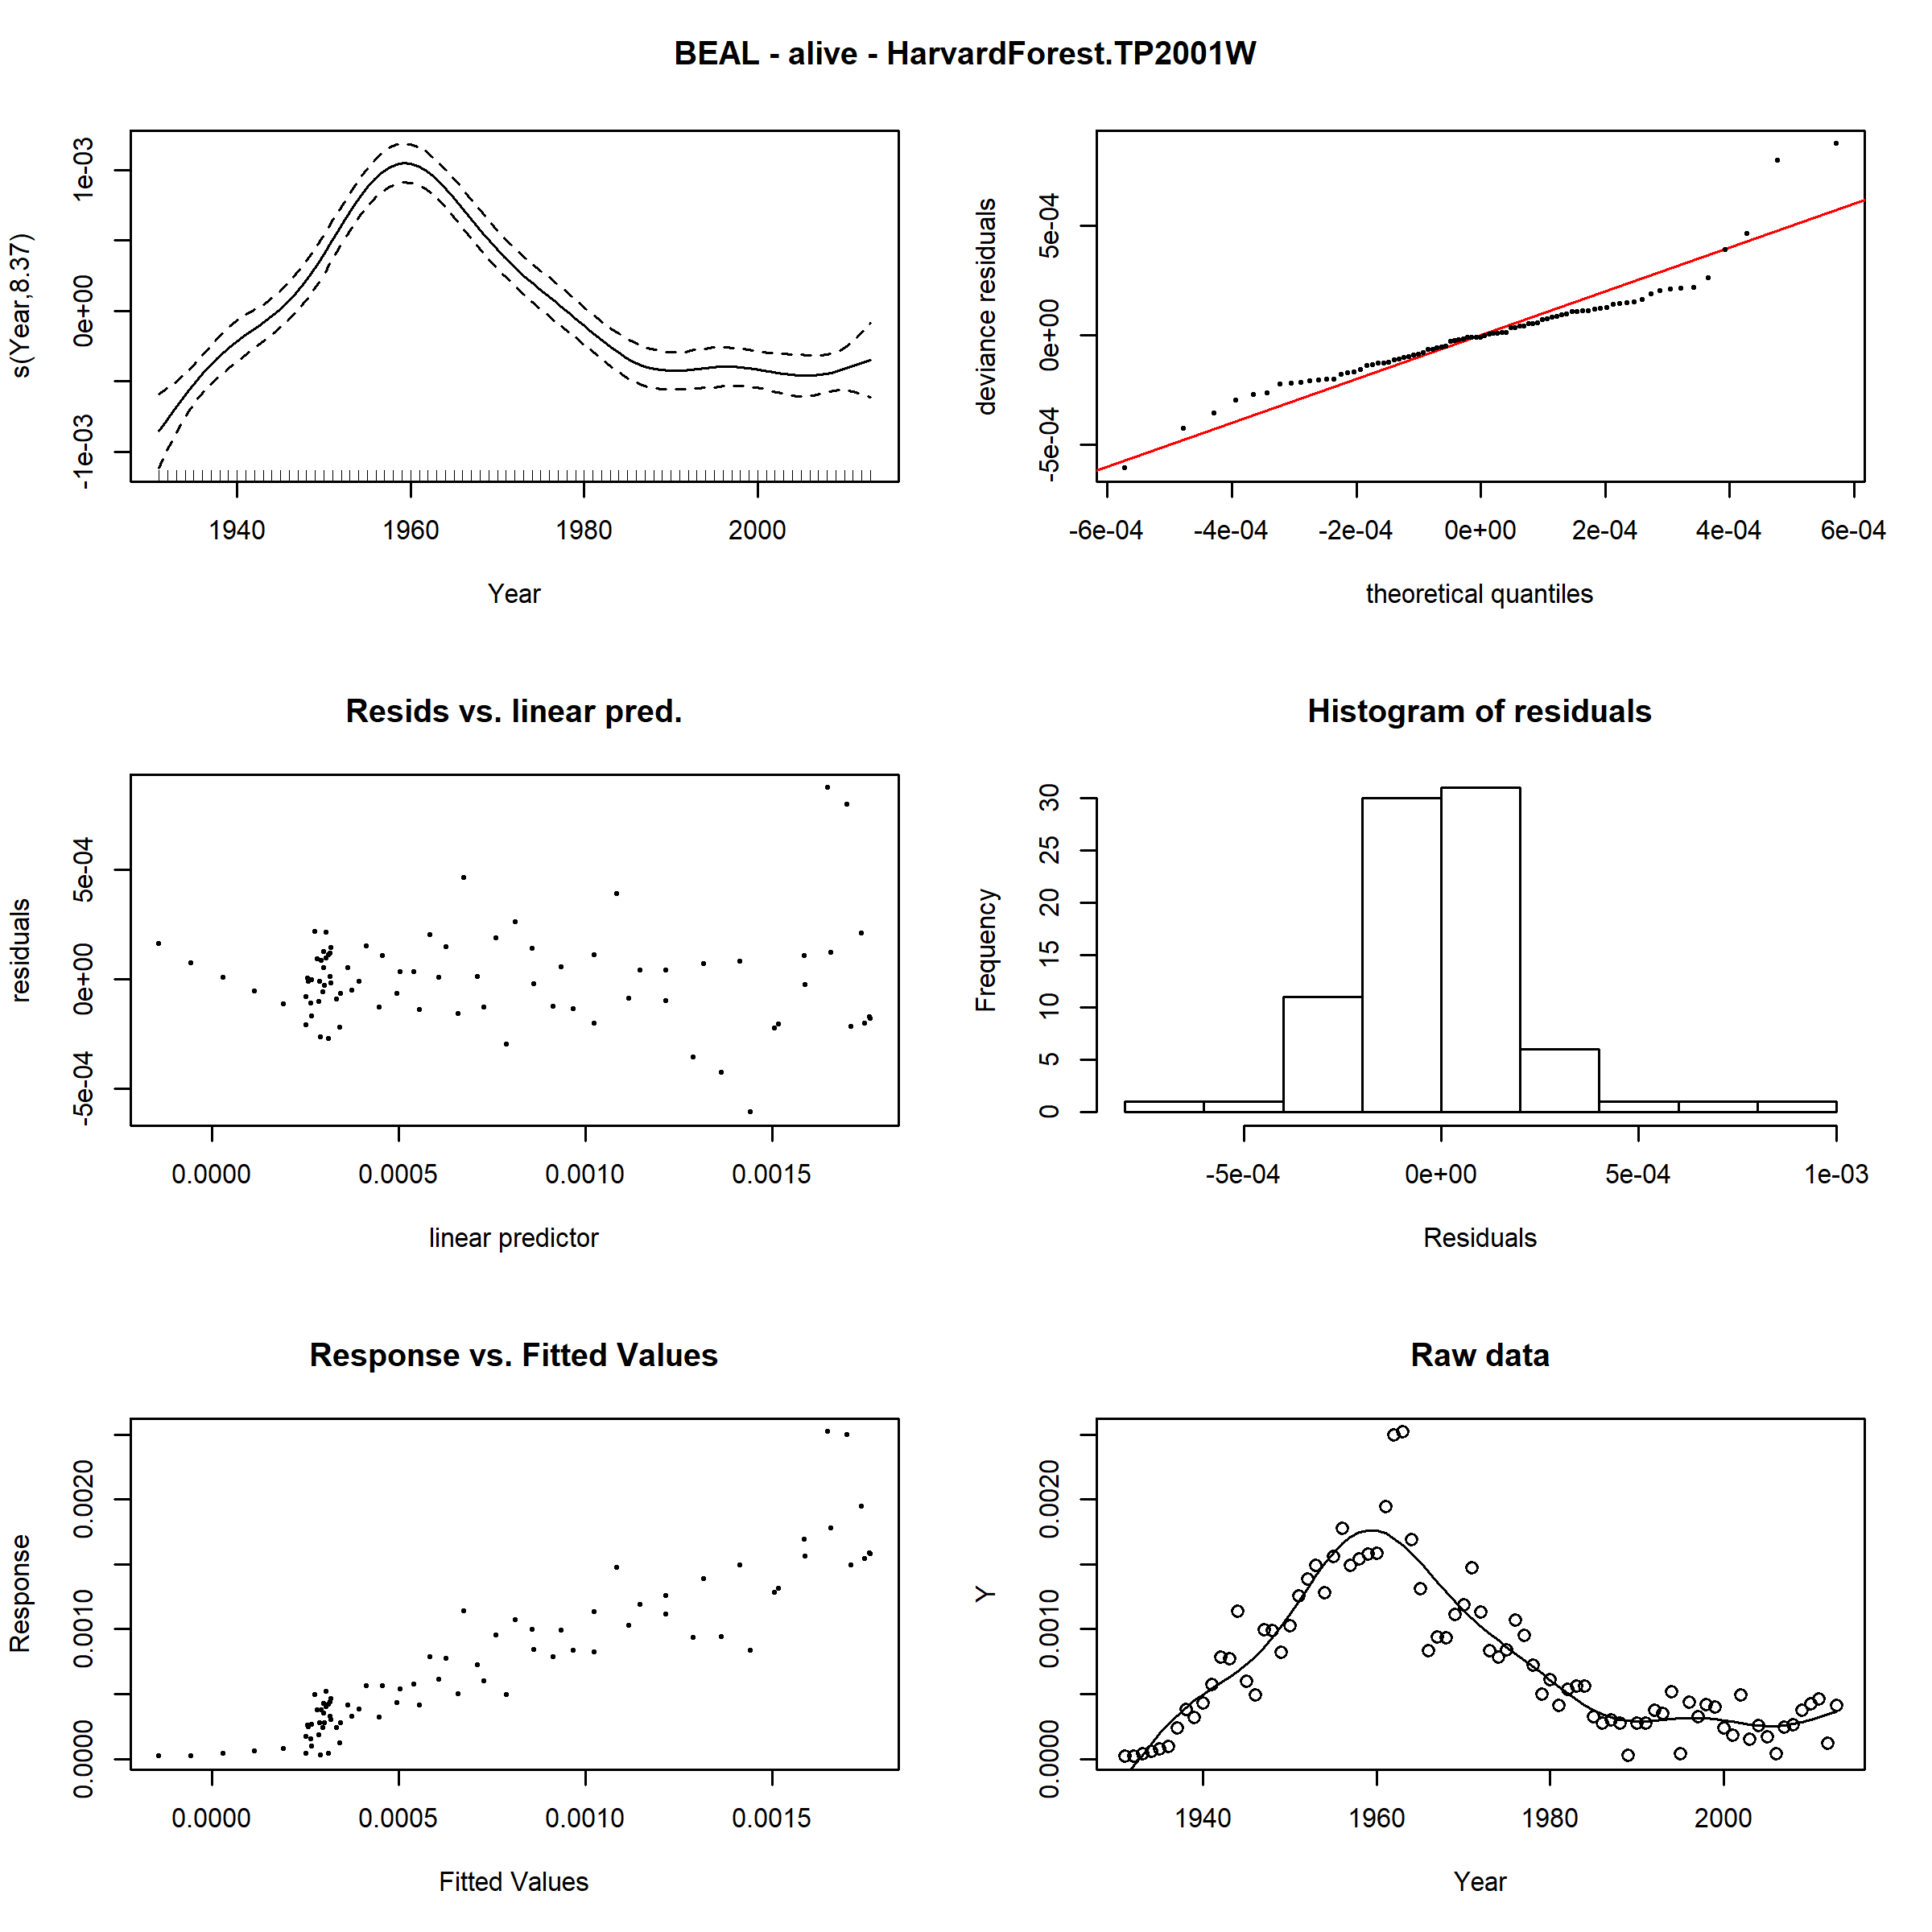 BEAL - alive - HarvardForest.TP2001W
s(Year,8.37)
-1e-03 0e+00 1e-03
1940 1960 1980 2000
Year
deviance residuals
-5e-04 0e+00 5e-04
-6e-04 -4e-04 -2e-04 0e+00 2e-04 4e-04 6e-04
theoretical quantiles
Resids vs. linear pred.
residuals
-5e-04 0e+00 5e-04
0.0000 0.0005 0.0010 0.0015
linear predictor
Histogram of residuals
Frequency
0 5 10 15 20 25 30
-5e-04 0e+00 5e-04 1e-03
Residuals
Response vs. Fitted Values
Response
0.0000 0.0010 0.0020
0.0000 0.0005 0.0010 0.0015
Fitted Values
Raw data
Y
0.0000 0.0010 0.0020
1940 1960 1980 2000
Year